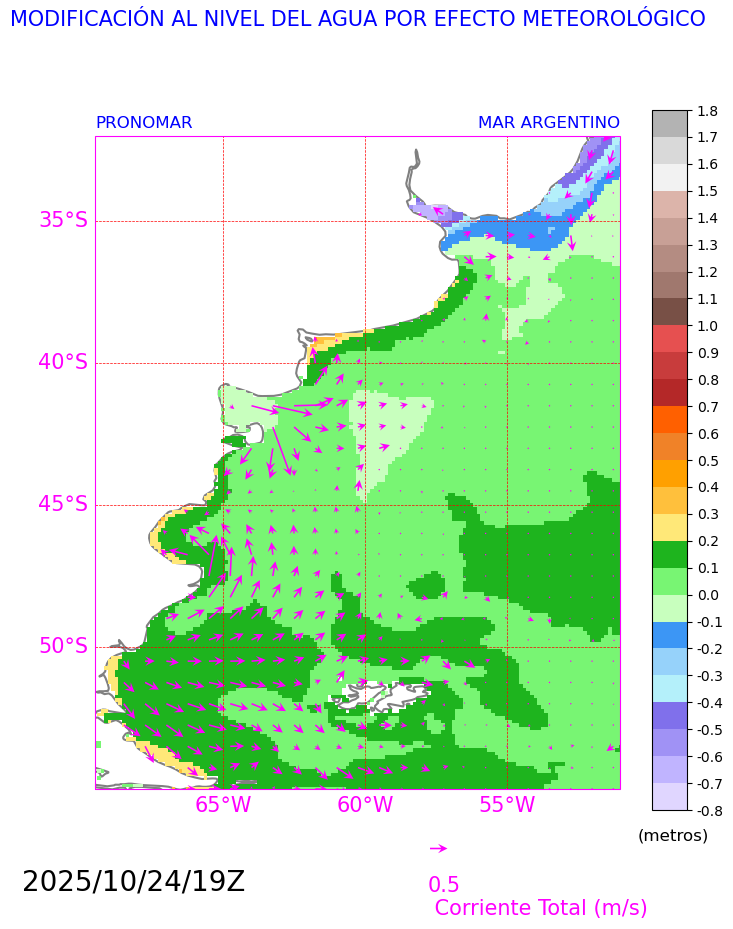 MODIFICACIÓN AL NIVEL DEL AGUA POR EFECTO METEOROLÓGICO
PRONOMAR MAR ARGENTINO
35°S
40°S
45°S
50°S
65°W 60°W 55°W
1.8
1.7
1.6
1.5
1.4
1.3
1.2
1.1
1.0
0.9
0.8
0.7
0.6
0.5
0.4
0.3
0.2
0.1
0.0
-0.1
-0.2
-0.3
-0.4
-0.5
-0.6
-0.7
-0.8
(metros)
2025/10/24/19Z
0.5
Corriente Total (m/s)